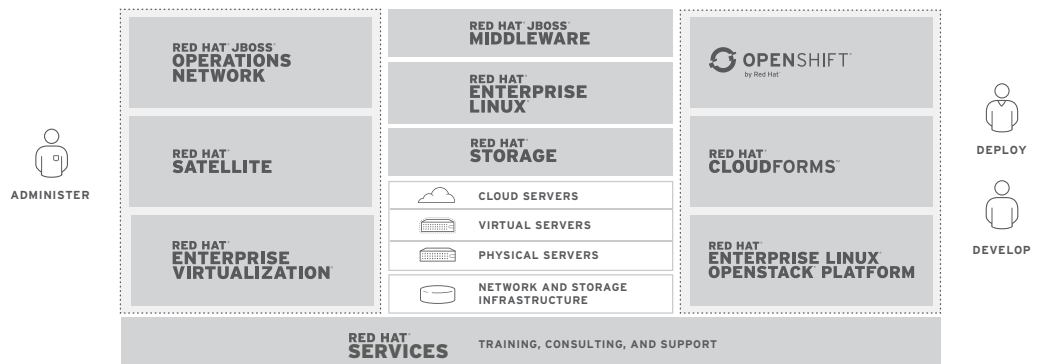 ADMINISTER
RED HAT® JBOSS®
OPERATIONS
NETWORK
RED HAT®
SATELLITE
RED HAT®
ENTERPRISE
VIRTUALIZATION
RED HAT® JBOSS®
MIDDLEWARE
RED HAT®
ENTERPRISE
LINUX®
RED HAT®
STORAGE
CLOUD SERVERS
VIRTUAL SERVERS
PHYSICAL SERVERS
NETWORK AND STORAGE
INFRASTRUCTURE
OPENSHIFT™
by Red Hat®
RED HAT®
CLOUDFORMS™
RED HAT®
ENTERPRISE LINUX®
OPENSTACK® PLATFORM
DEPLOY
DEVELOP
RED HAT®
SERVICES
TRAINING, CONSULTING, AND SUPPORT